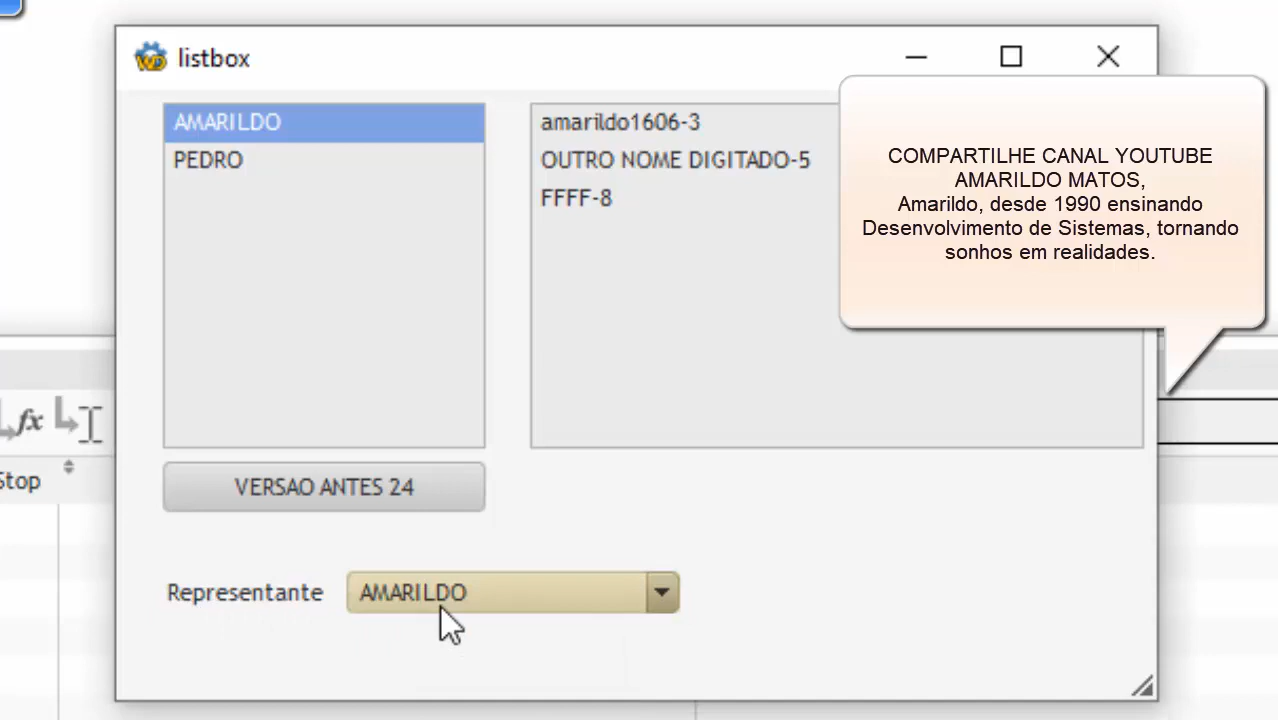 listbox
AMARILDO
PEDRO
amarildo1606-3
OUTRO NOME DIGITADO-5
FFFF-8
COMPARTILHE CANAL YOUTUBE
AMARILDO MATOS,
Amarildo, desde 1990 ensinando
Desenvolvimento de Sistemas, tornando
sonhos em realidades.
fx
Stop
VERSAO ANTES 24
Representante AMARILDO